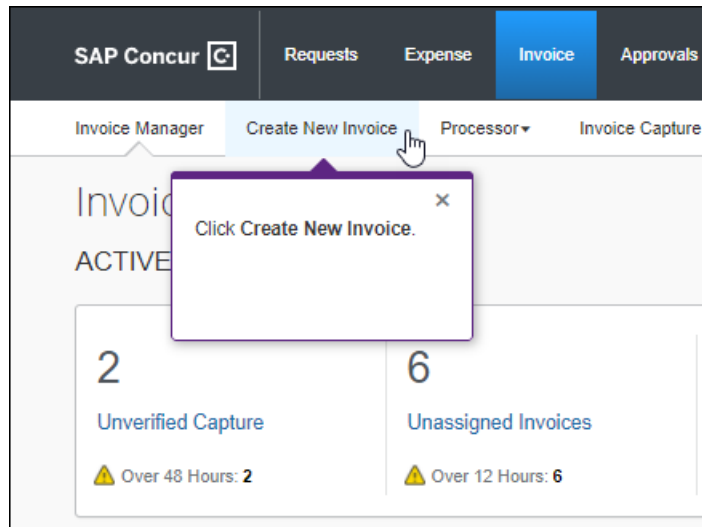 SAP Concur C Requests Expense Invoice Approvals
Invoice Manager Create New Invoice Processor▾ Invoice Capture
×
Click Create New Invoice.
ACTIVE
2 6
Unverified Capture Unassigned Invoices
Over 48 Hours: 2 Over 12 Hours: 6